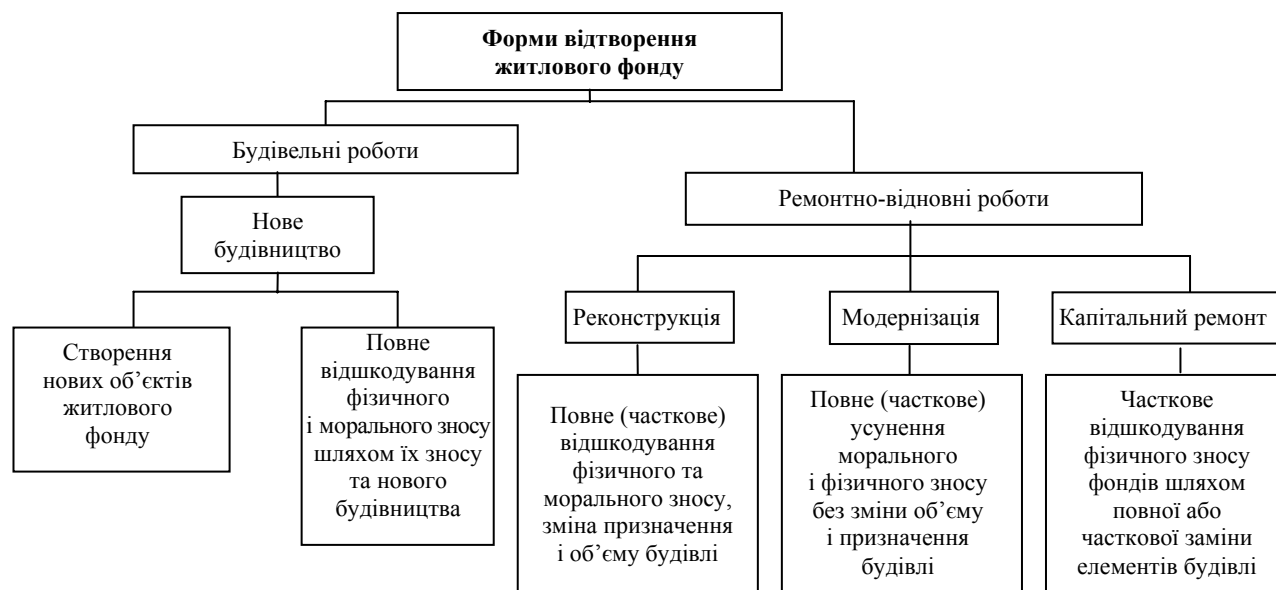 Форми відтворення
житлового фонду
Будівельні роботи
Ремонтно-відновні роботи
Нове
будівництво
Реконструкція
Модернізація
Капітальний ремонт
Створення
нових об’єктів
житлового
фонду
Повне
відшкодування
фізичного
і морального зносу
шляхом їх зносу
та нового
будівництва
Повне (часткове)
відшкодування
фізичного та
морального зносу,
зміна призначення
і об’єму будівлі
Повне (часткове)
усунення
морального
і фізичного зносу
без зміни об’єму
і призначення
будівлі
Часткове
відшкодування
фізичного зносу
фондів шляхом
повної або
часткової заміни
елементів будівлі